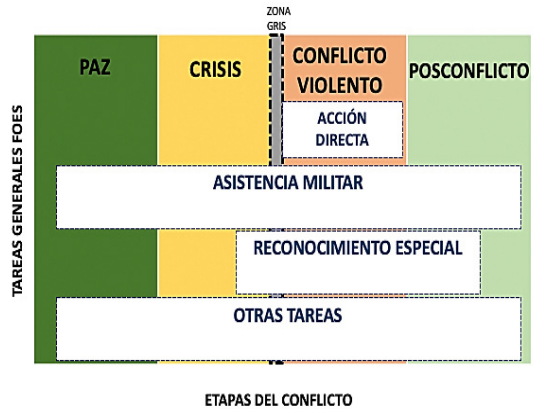 ZONA
GRIS
PAZ
CRISIS
CONFLICTO
VIOLENTO
POSCONFLICTO
ACCIÓN
DIRECTA
ASISTENCIA MILITAR
RECONOCIMIENTO ESPECIAL
OTRAS TAREAS
TAREAS GENERALES FOES
ETAPAS DEL CONFLICTO